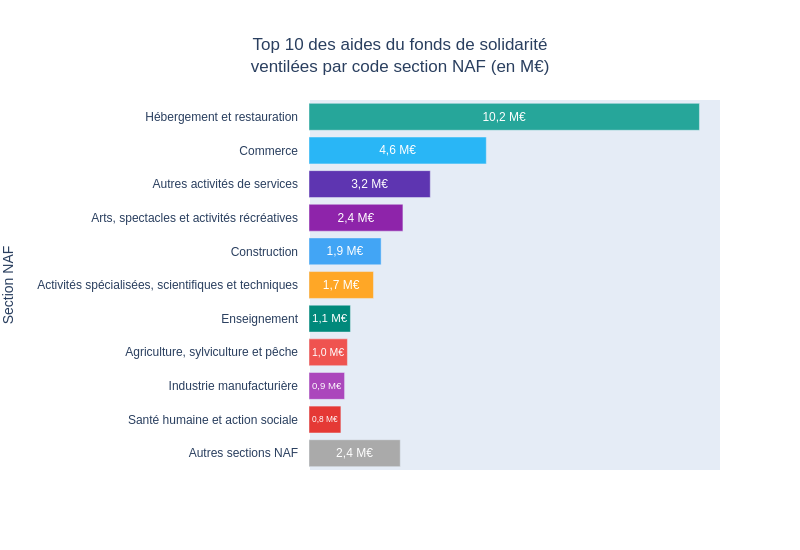 Top 10 des aides du fonds de solidarité
ventilées par code section NAF (en M€)
Section NAF
Hébergement et restauration 10,2 M€
Commerce 4,6 M€
Autres activités de services 3,2 M€
Arts, spectacles et activités récréatives 2,4 M€
Construction 1,9 M€
Activités spécialisées, scientifiques et techniques 1,7 M€
Enseignement 1,1 M€
Agriculture, sylviculture et pêche 1,0 M€
Industrie manufacturière 0,9 M€
Santé humaine et action sociale 0,8 M€
Autres sections NAF 2,4 M€